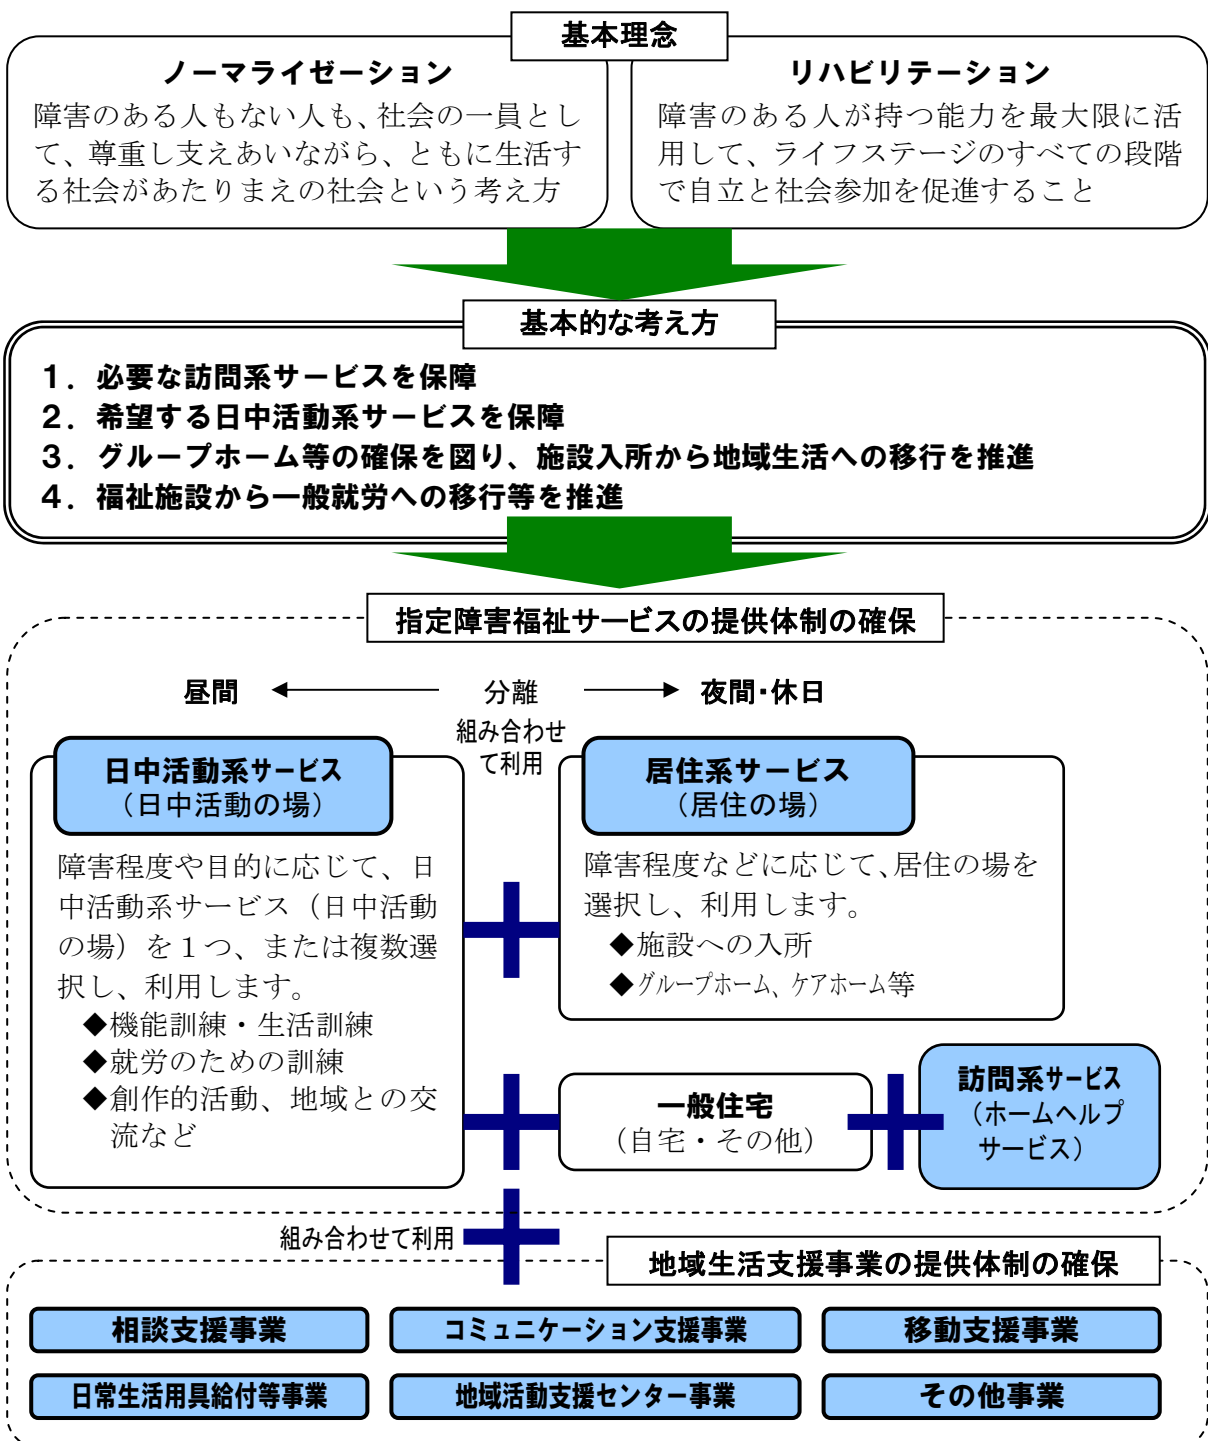 基本理念
ノーマライゼーション
障害のある人もない人も、社会の一員とし
て、尊重し支えあいながら、ともに生活す
る社会があたりまえの社会という考え方
リハビリテーション
障害のある人が持つ能力を最大限に活
用して、ライフステージのすべての段階
で自立と社会参加を促進すること
基本的な考え方
１．必要な訪問系サービスを保障
２．希望する日中活動系サービスを保障
３．グループホーム等の確保を図り、施設入所から地域生活への移行を推進
４．福祉施設から一般就労への移行等を推進
指定障害福祉サービスの提供体制の確保
昼間
分離
夜間・休日
組み合わせ
て利用
日中活動系サービス
（日中活動の場）
障害程度や目的に応じて、日
中活動系サービス（日中活動
の場）を１つ、または複数選
択し、利用します。
◆機能訓練・生活訓練
◆就労のための訓練
◆創作的活動、地域との交
流など
居住系サービス
（居住の場）
障害程度などに応じて、居住の場を
選択し、利用します。
◆施設への入所
◆グループホーム、ケアホーム等
一般住宅
（自宅・その他）
訪問系サービス
（ホームヘルプ
サービス）
組み合わせて利用
地域生活支援事業の提供体制の確保
相談支援事業
コミュニケーション支援事業
移動支援事業
日常生活用具給付等事業
地域活動支援センター事業
その他事業